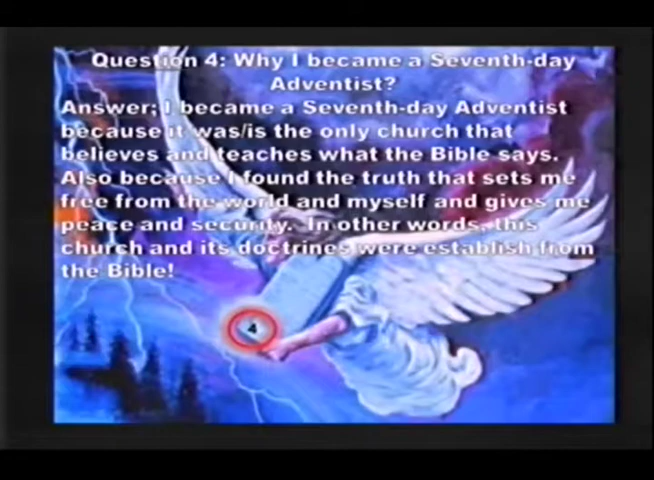 Question 4: Why I became a Seventh-day
Adventist?
Answer; I became a Seventh-day Adventist
because it was/is the only church that
believes and teaches what the Bible says.
Also because I found the truth that sets me
free from the world and myself and gives me
peace and security. In other words, this
church and its doctrines were establish from
the Bible!
4